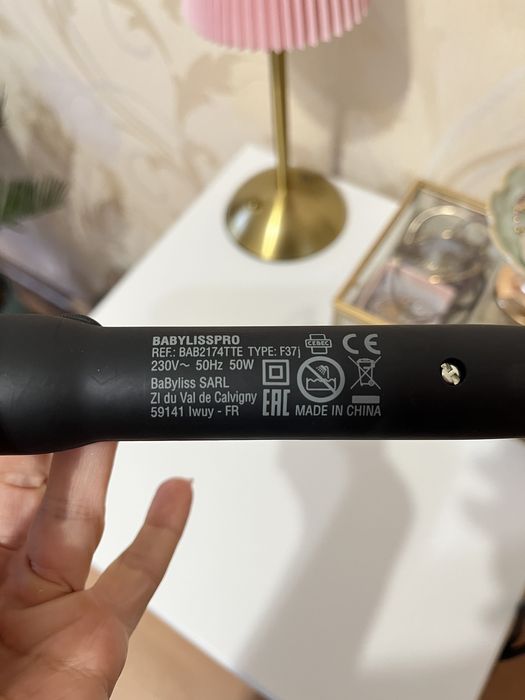 BABYLISSPRO
REF.: BAB2174TTE TYPE: F37j
230V~ 50Hz 50W
BaByliss SARL
ZI du Val de Calvigny
59141 Iwuy - FR
CEBEC
CE
EAC
MADE IN CHINA